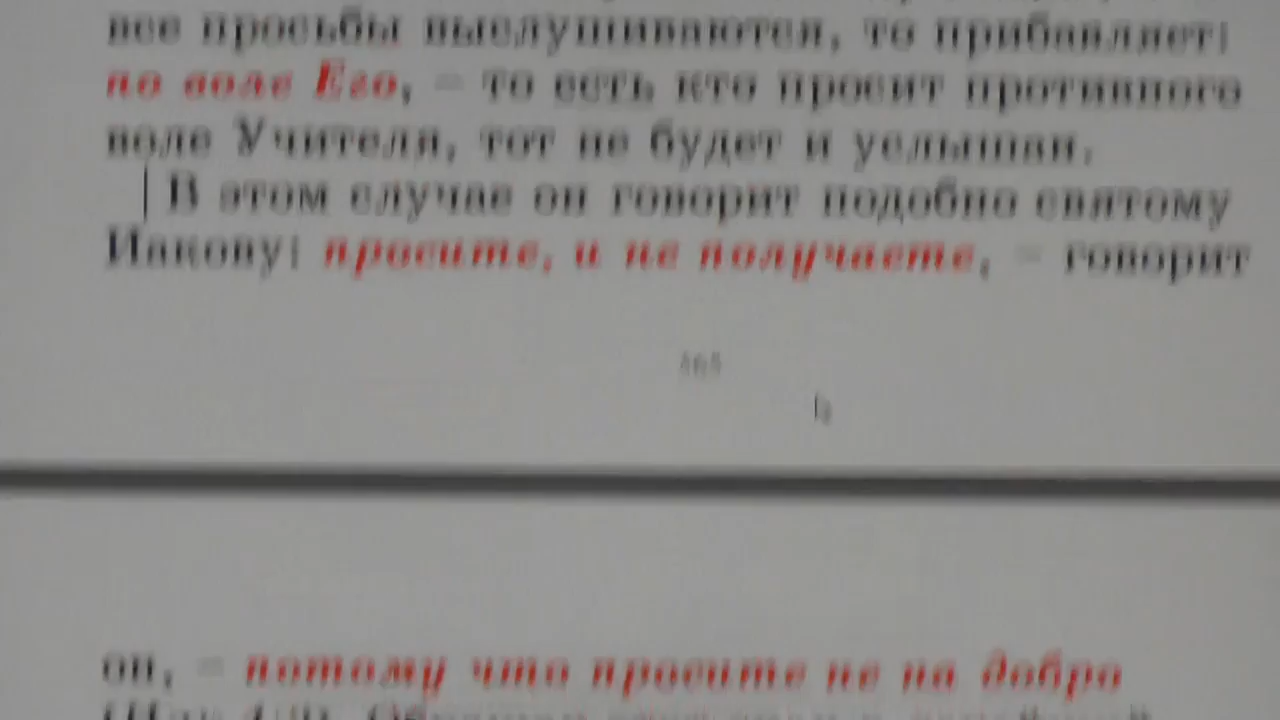 все просьбы выслушиваются, то прибавляет:
по воле Его, – то есть кто просит противного
воле Учителя, тот не будет и услышан.
В этом случае он говорит подобно святому
Иакову: просите, и не получаете, – говорит
565
он, – потому что просите не на добро